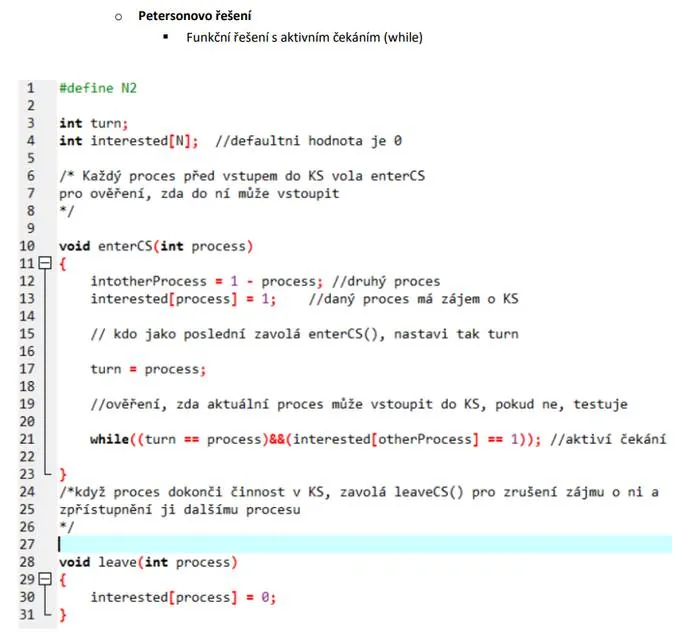 o Petersonovo řešení
▪ Funkční řešení s aktivním čekáním (while)
1 #define N2
2
3 int turn;
4 int interested[N]; //defaultni hodnota je 0
5
6 /* Každý proces před vstupem do KS vola enterCS
7 pro ověření, zda do ní může vstoupit
8 */
9
10 void enterCS(int process)
11 {
12 intotherProcess = 1 - process; //druhý proces
13 interested[process] = 1; //daný proces má zájem o KS
14
15 // kdo jako poslední zavolá enterCS(), nastavi tak turn
16
17 turn = process;
18
19 //ověření, zda aktuální proces může vstoupit do KS, pokud ne, testuje
20
21 while((turn == process)&&(interested[otherProcess] == 1)); //aktiví čekání
22
23 }
24 /*když proces dokonči činnost v KS, zavolá leaveCS() pro zrušení zájmu o ni a
25 zpřístupnění ji dalšímu procesu
26 */
27
28 void leave(int process)
29 {
30 interested[process] = 0;
31 }